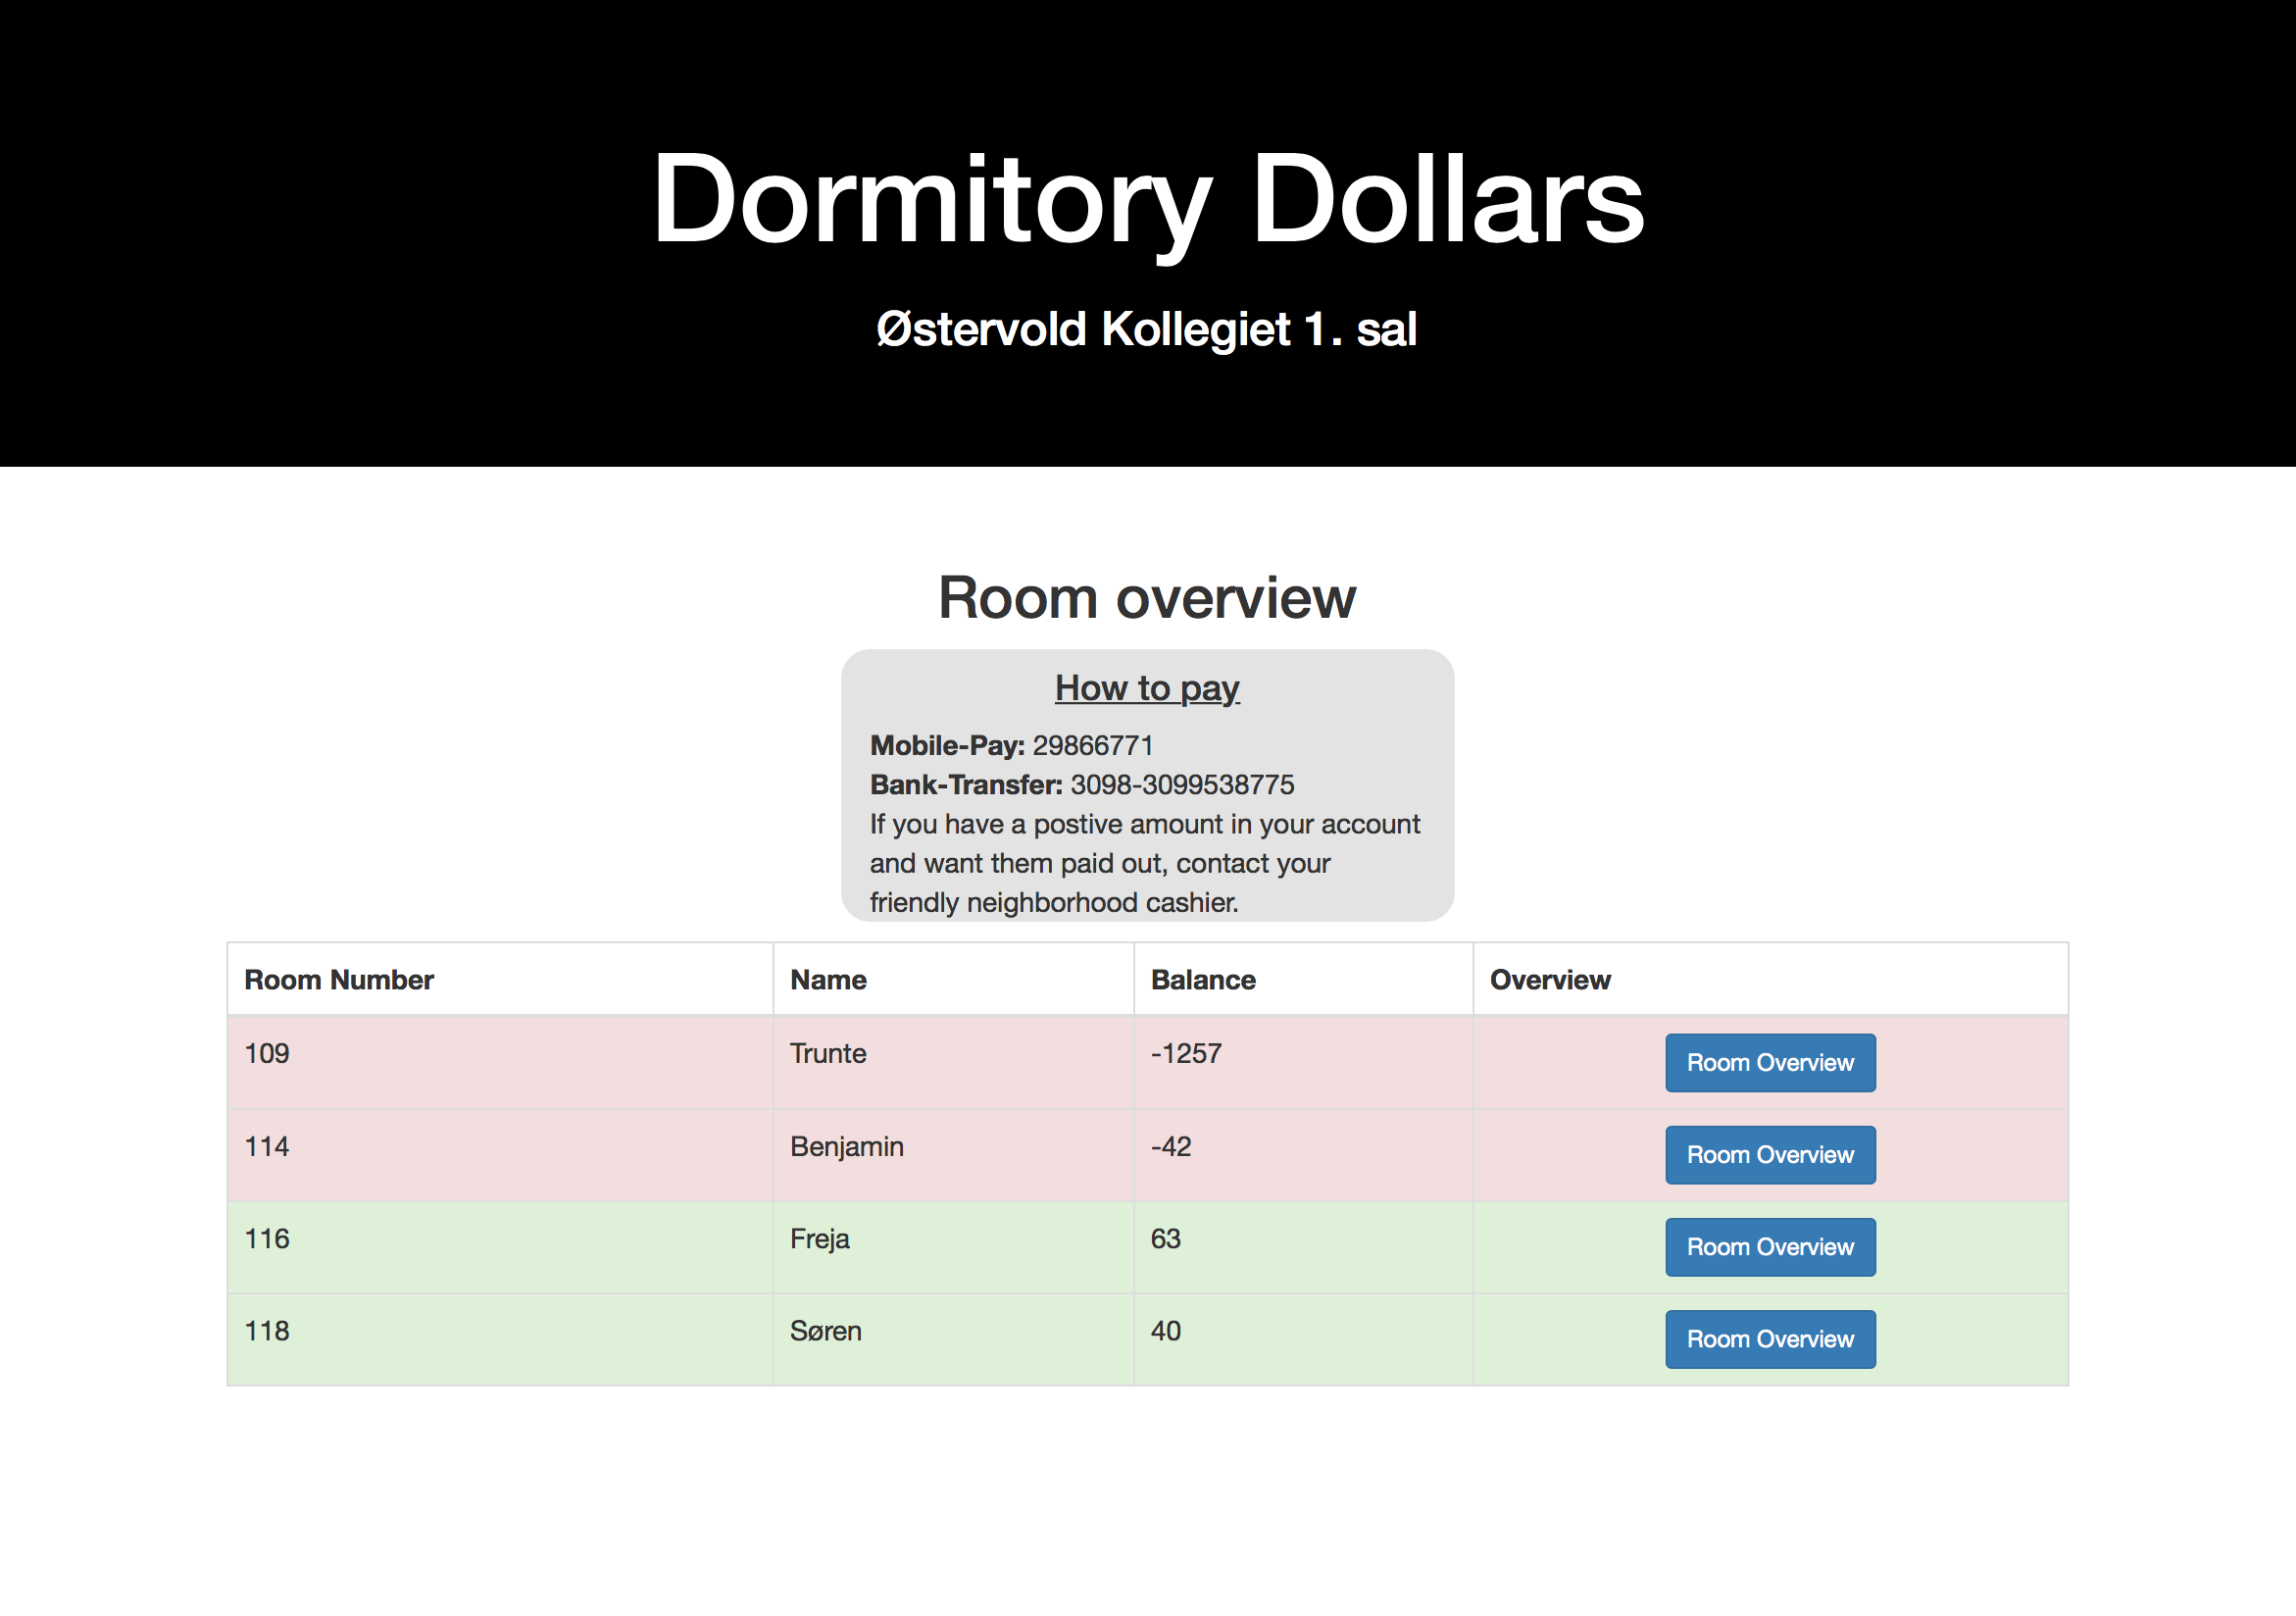 Dormitory Dollars
Østervold Kollegiet 1. sal
Room overview
How to pay
Mobile-Pay: 29866771
Bank-Transfer: 3098-3099538775
If you have a postive amount in your account
and want them paid out, contact your
friendly neighborhood cashier.
Room Number Name Balance Overview
109 Trunte -1257 Room Overview
114 Benjamin -42 Room Overview
116 Freja 63 Room Overview
118 Søren 40 Room Overview